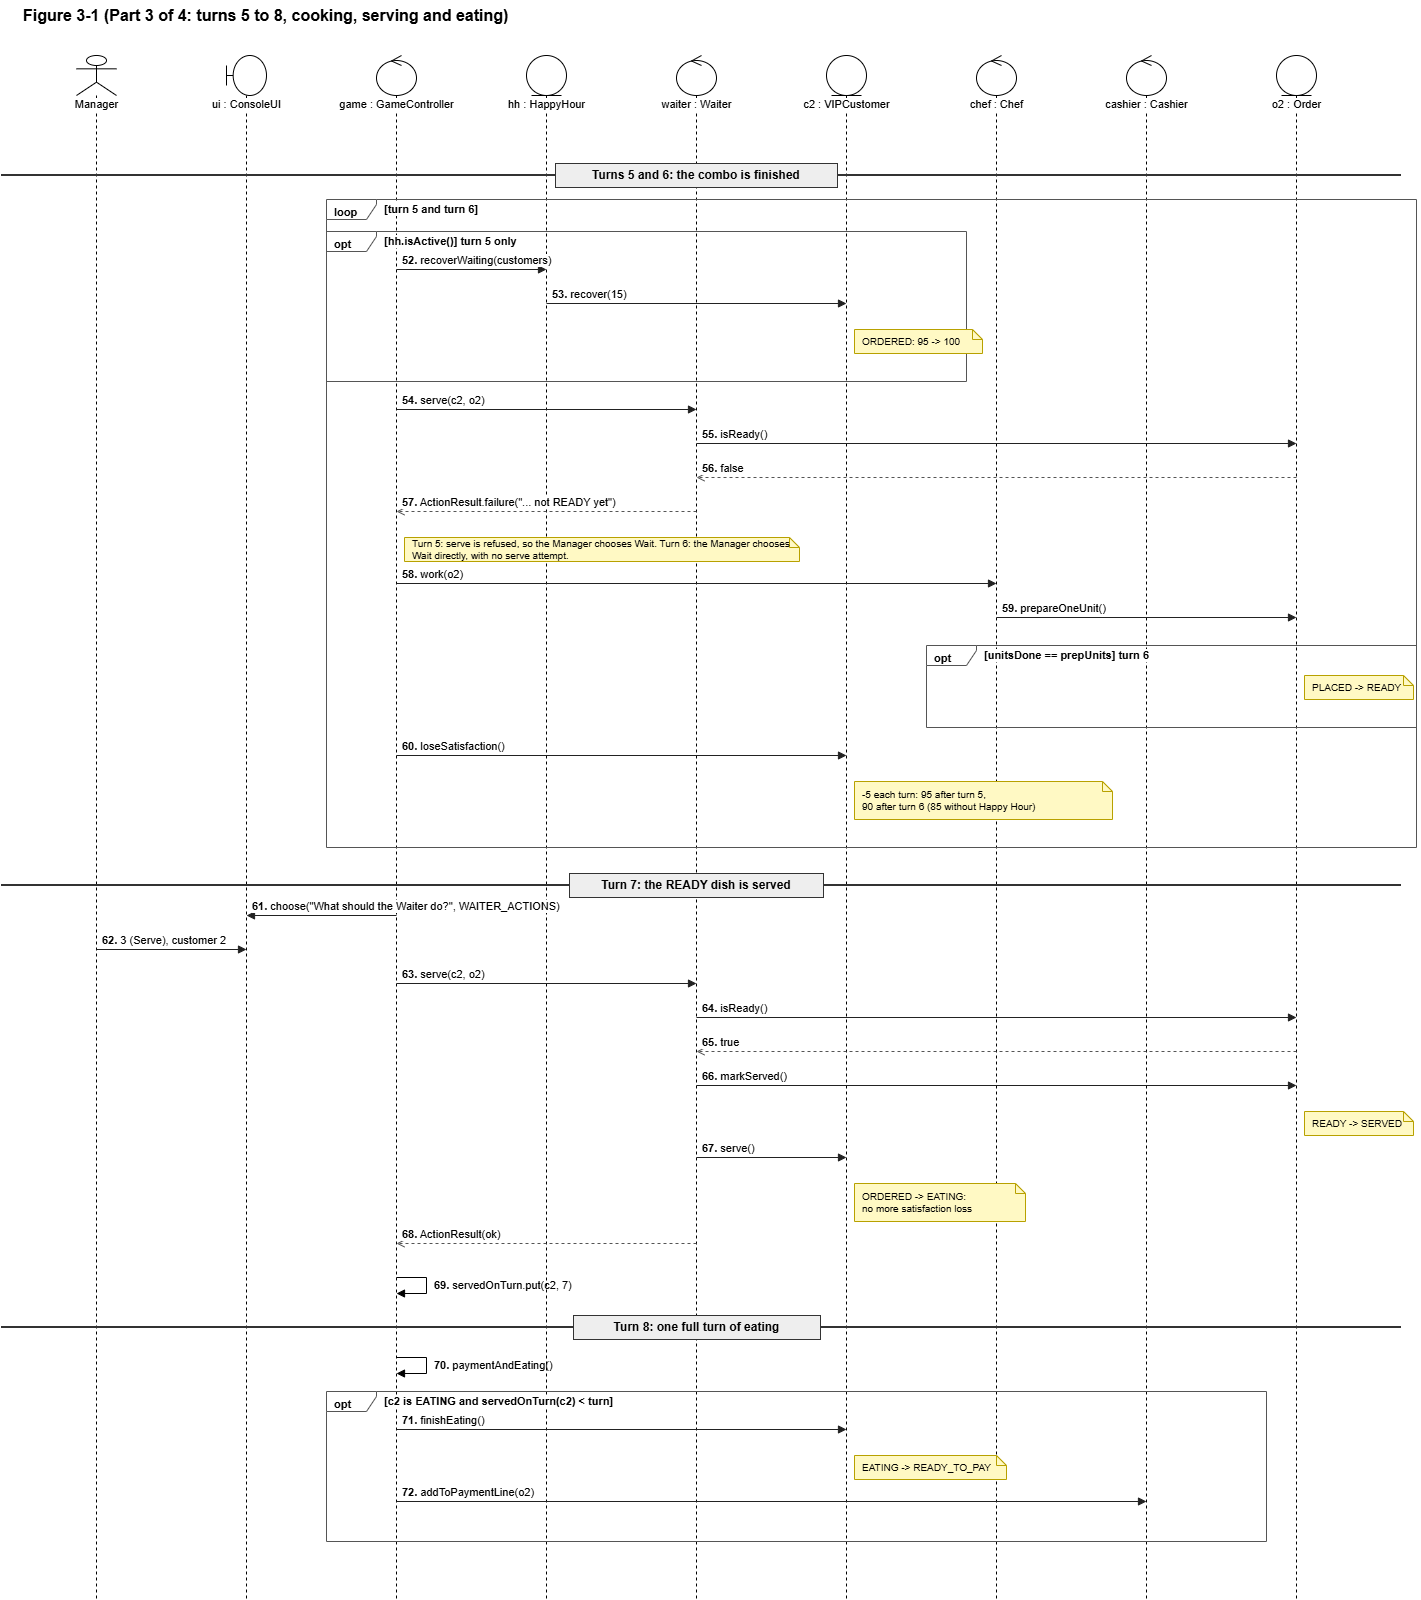 Figure 3-1 (Part 3 of 4: turns 5 to 8, cooking, serving and eating)
Manager
ui : ConsoleUI
game : GameController
hh : HappyHour
waiter : Waiter
c2 : VIPCustomer
chef : Chef
cashier : Cashier
o2 : Order
Turns 5 and 6: the combo is finished
loop
[turn 5 and turn 6]
opt
[hh.isActive()] turn 5 only
52. recoverWaiting(customers)
53. recover(15)
ORDERED: 95 -> 100
54. serve(c2, o2)
55. isReady()
56. false
57. ActionResult.failure("... not READY yet")
Turn 5: serve is refused, so the Manager chooses Wait. Turn 6: the Manager chooses
Wait directly, with no serve attempt.
58. work(o2)
59. prepareOneUnit()
opt
[unitsDone == prepUnits] turn 6
PLACED -> READY
60. loseSatisfaction()
-5 each turn: 95 after turn 5,
90 after turn 6 (85 without Happy Hour)
Turn 7: the READY dish is served
61. choose("What should the Waiter do?", WAITER_ACTIONS)
62. 3 (Serve), customer 2
63. serve(c2, o2)
64. isReady()
65. true
66. markServed()
READY -> SERVED
67. serve()
ORDERED -> EATING:
no more satisfaction loss
68. ActionResult(ok)
69. servedOnTurn.put(c2, 7)
Turn 8: one full turn of eating
70. paymentAndEating()
opt
[c2 is EATING and servedOnTurn(c2) < turn]
71. finishEating()
EATING -> READY_TO_PAY
72. addToPaymentLine(o2)